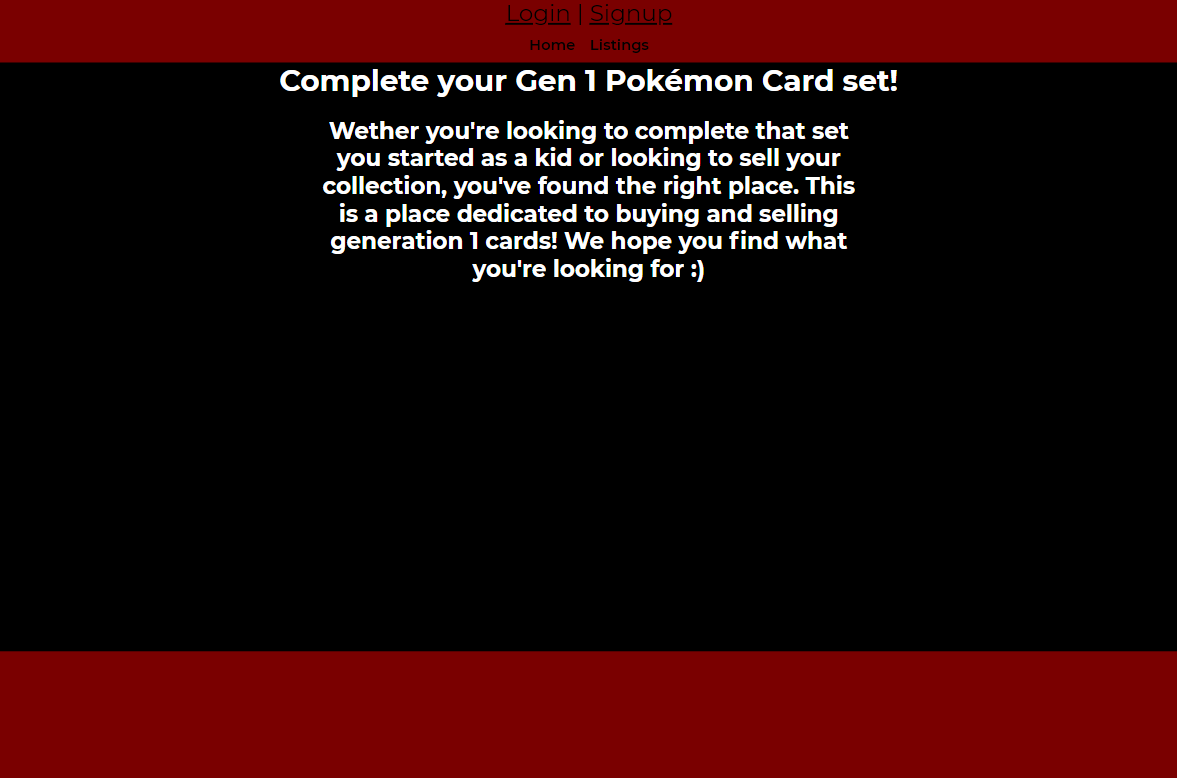 Login | Signup
Home Listings
Complete your Gen 1 Pokémon Card set!
Wether you're looking to complete that set
you started as a kid or looking to sell your
collection, you've found the right place. This
is a place dedicated to buying and selling
generation 1 cards! We hope you find what
you're looking for :)